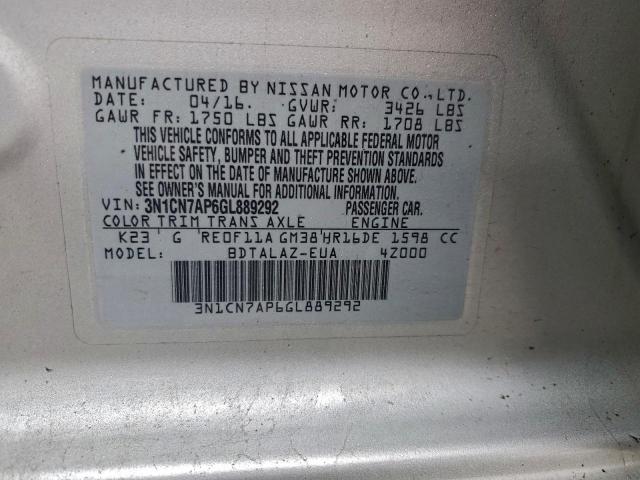 MANUFACTURED BY NISSAN MOTOR CO.,LTD.
DATE: 04/16. GVWR: 3426 LBS
GAWR FR: 1750 LBS GAWR RR: 1708 LBS
THIS VEHICLE CONFORMS TO ALL APPLICABLE FEDERAL MOTOR
VEHICLE SAFETY, BUMPER AND THEFT PREVENTION STANDARDS
IN EFFECT ON THE DATE OF MANUFACTURE SHOWN ABOVE.
SEE OWNER'S MANUAL FOR ADDITIONAL INFORMATION.
VIN: 3N1CN7AP6GL889292 PASSENGER CAR.
COLOR TRIM TRANS AXLE ENGINE
K23 G RE0F11A GM38 HR16DE 1598 CC
MODEL: BDTALAZ-EUA 4Z000
3N1CN7AP6GL889292